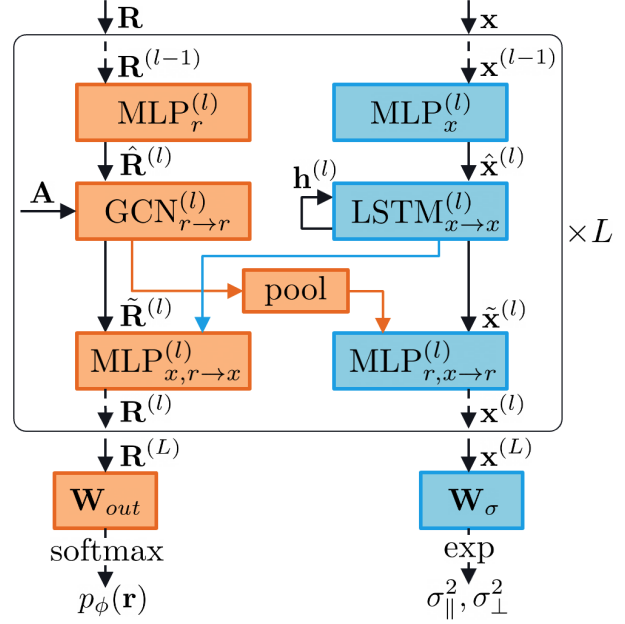 R x
R^(l−1) x^(l−1)
MLP_r^(l) MLP_x^(l)
R̂^(l) x̂^(l)
h^(l)
A GCN_{r→r}^(l) LSTM_{x→x}^(l)
×L
pool
R̃^(l) x̃^(l)
MLP_{x,r→x}^(l) MLP_{r,x→r}^(l)
R^(l) x^(l)
R^(L) x^(L)
W_out W_σ
softmax exp
p_ϕ(r) σ_∥^2, σ_⊥^2